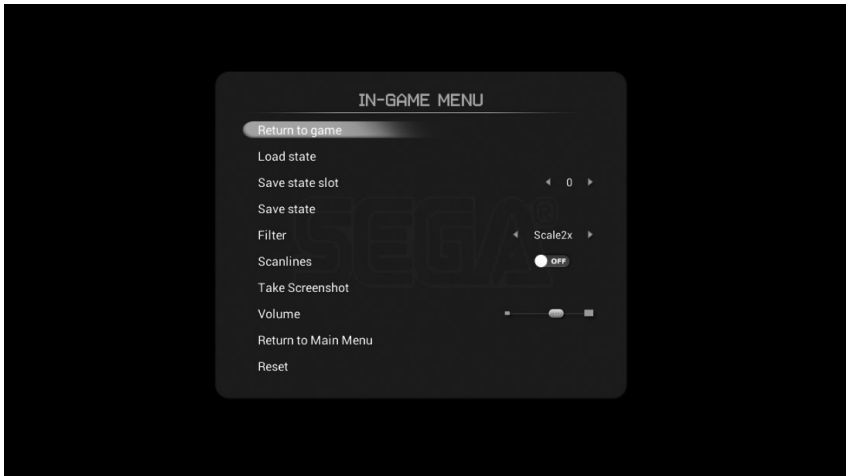 IN-GAME MENU
Return to game
Load state
Save state slot 0
Save state
Filter Scale2x
SEGA®
Scanlines OFF
Take Screenshot
Volume
Return to Main Menu
Reset